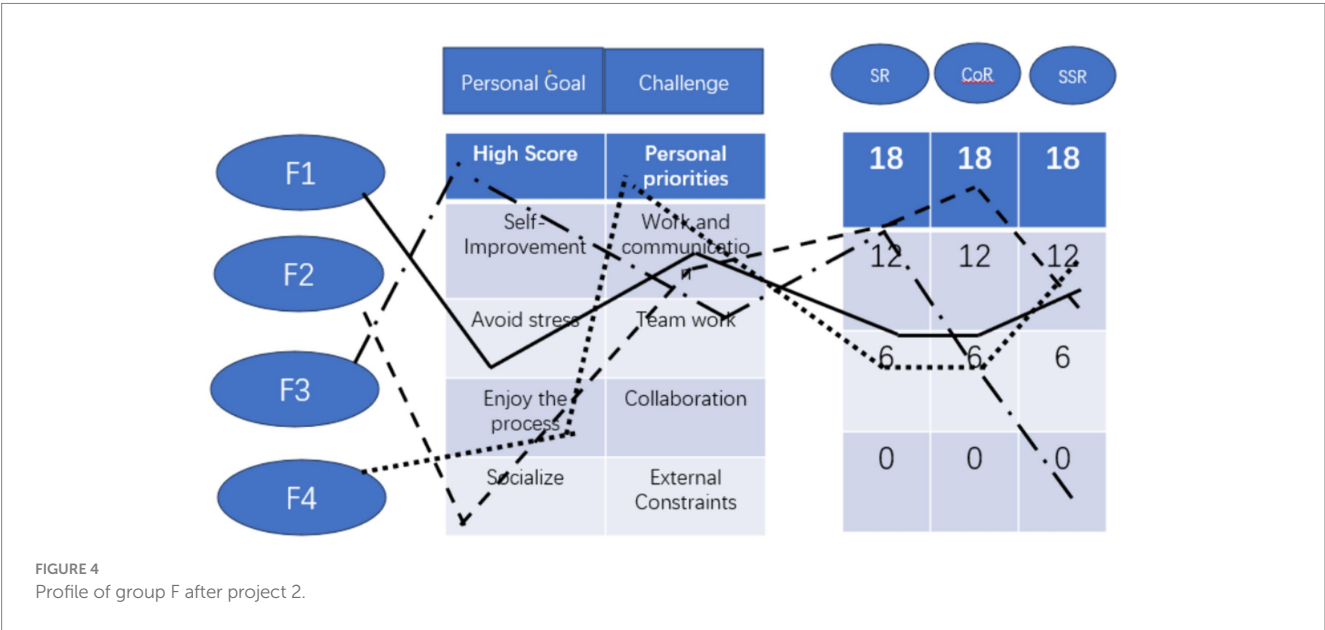 Personal Goal
Challenge
SR
CoR
SSR
F1
F2
F3
F4
High Score
Personal
priorities
Self-
Improvement
Work and
communicatio
n
Avoid stress
Team work
Enjoy the
process
Collaboration
Socialize
External
Constraints
18 18 18
12 12 12
6 6 6
0 0 0
FIGURE 4
Profile of group F after project 2.